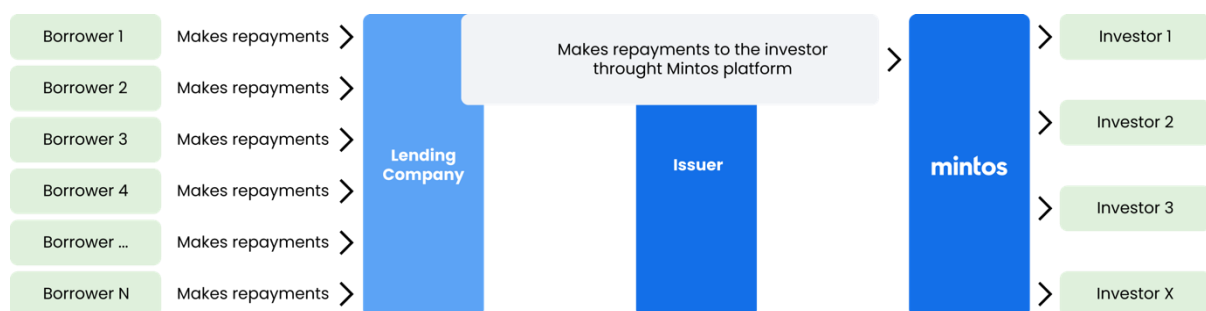 Borrower 1
Makes repayments
Borrower 2
Makes repayments
Borrower 3
Makes repayments
Borrower 4
Makes repayments
Borrower ...
Makes repayments
Borrower N
Makes repayments
Lending
Company
Makes repayments to the investor
throught Mintos platform
Issuer
mintos
Investor 1
Investor 2
Investor 3
Investor X